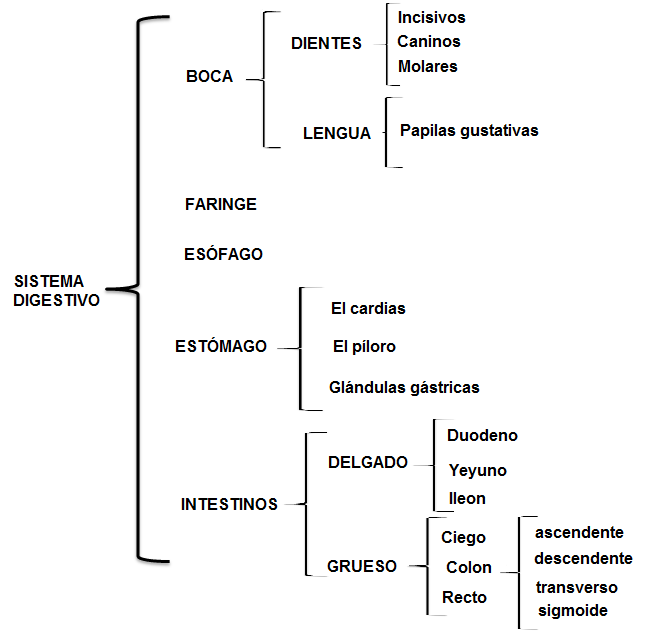 SISTEMA
DIGESTIVO
BOCA
DIENTES
Incisivos
Caninos
Molares
LENGUA
Papilas gustativas
FARINGE
ESÓFAGO
ESTÓMAGO
El cardias
El píloro
Glándulas gástricas
INTESTINOS
DELGADO
Duodeno
Yeyuno
Ileon
GRUESO
Ciego
Colon
Recto
ascendente
descendente
transverso
sigmoide